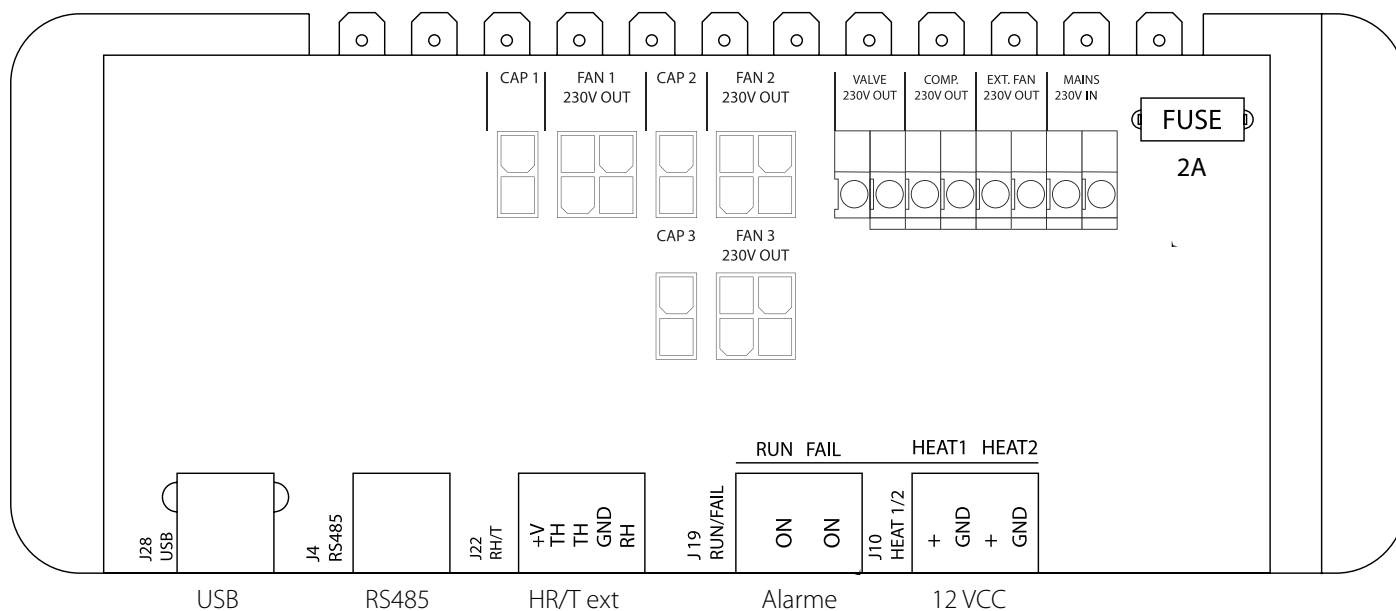 CAP 1
FAN 1
230V OUT
CAP 2
FAN 2
230V OUT
VALVE
230V OUT
COMP.
230V OUT
EXT. FAN
230V OUT
MAINS
230V IN
FUSE
2A
CAP 3
FAN 3
230V OUT
RUN FAIL
HEAT1 HEAT2
J28
USB
J4
RS485
J22
RH/T
+V
TH
TH
GND
RH
J19
RUN/FAIL
ON
ON
J10
HEAT 1/2
+
GND
+
GND
USB
RS485
HR/T ext
Alarme
12 VCC